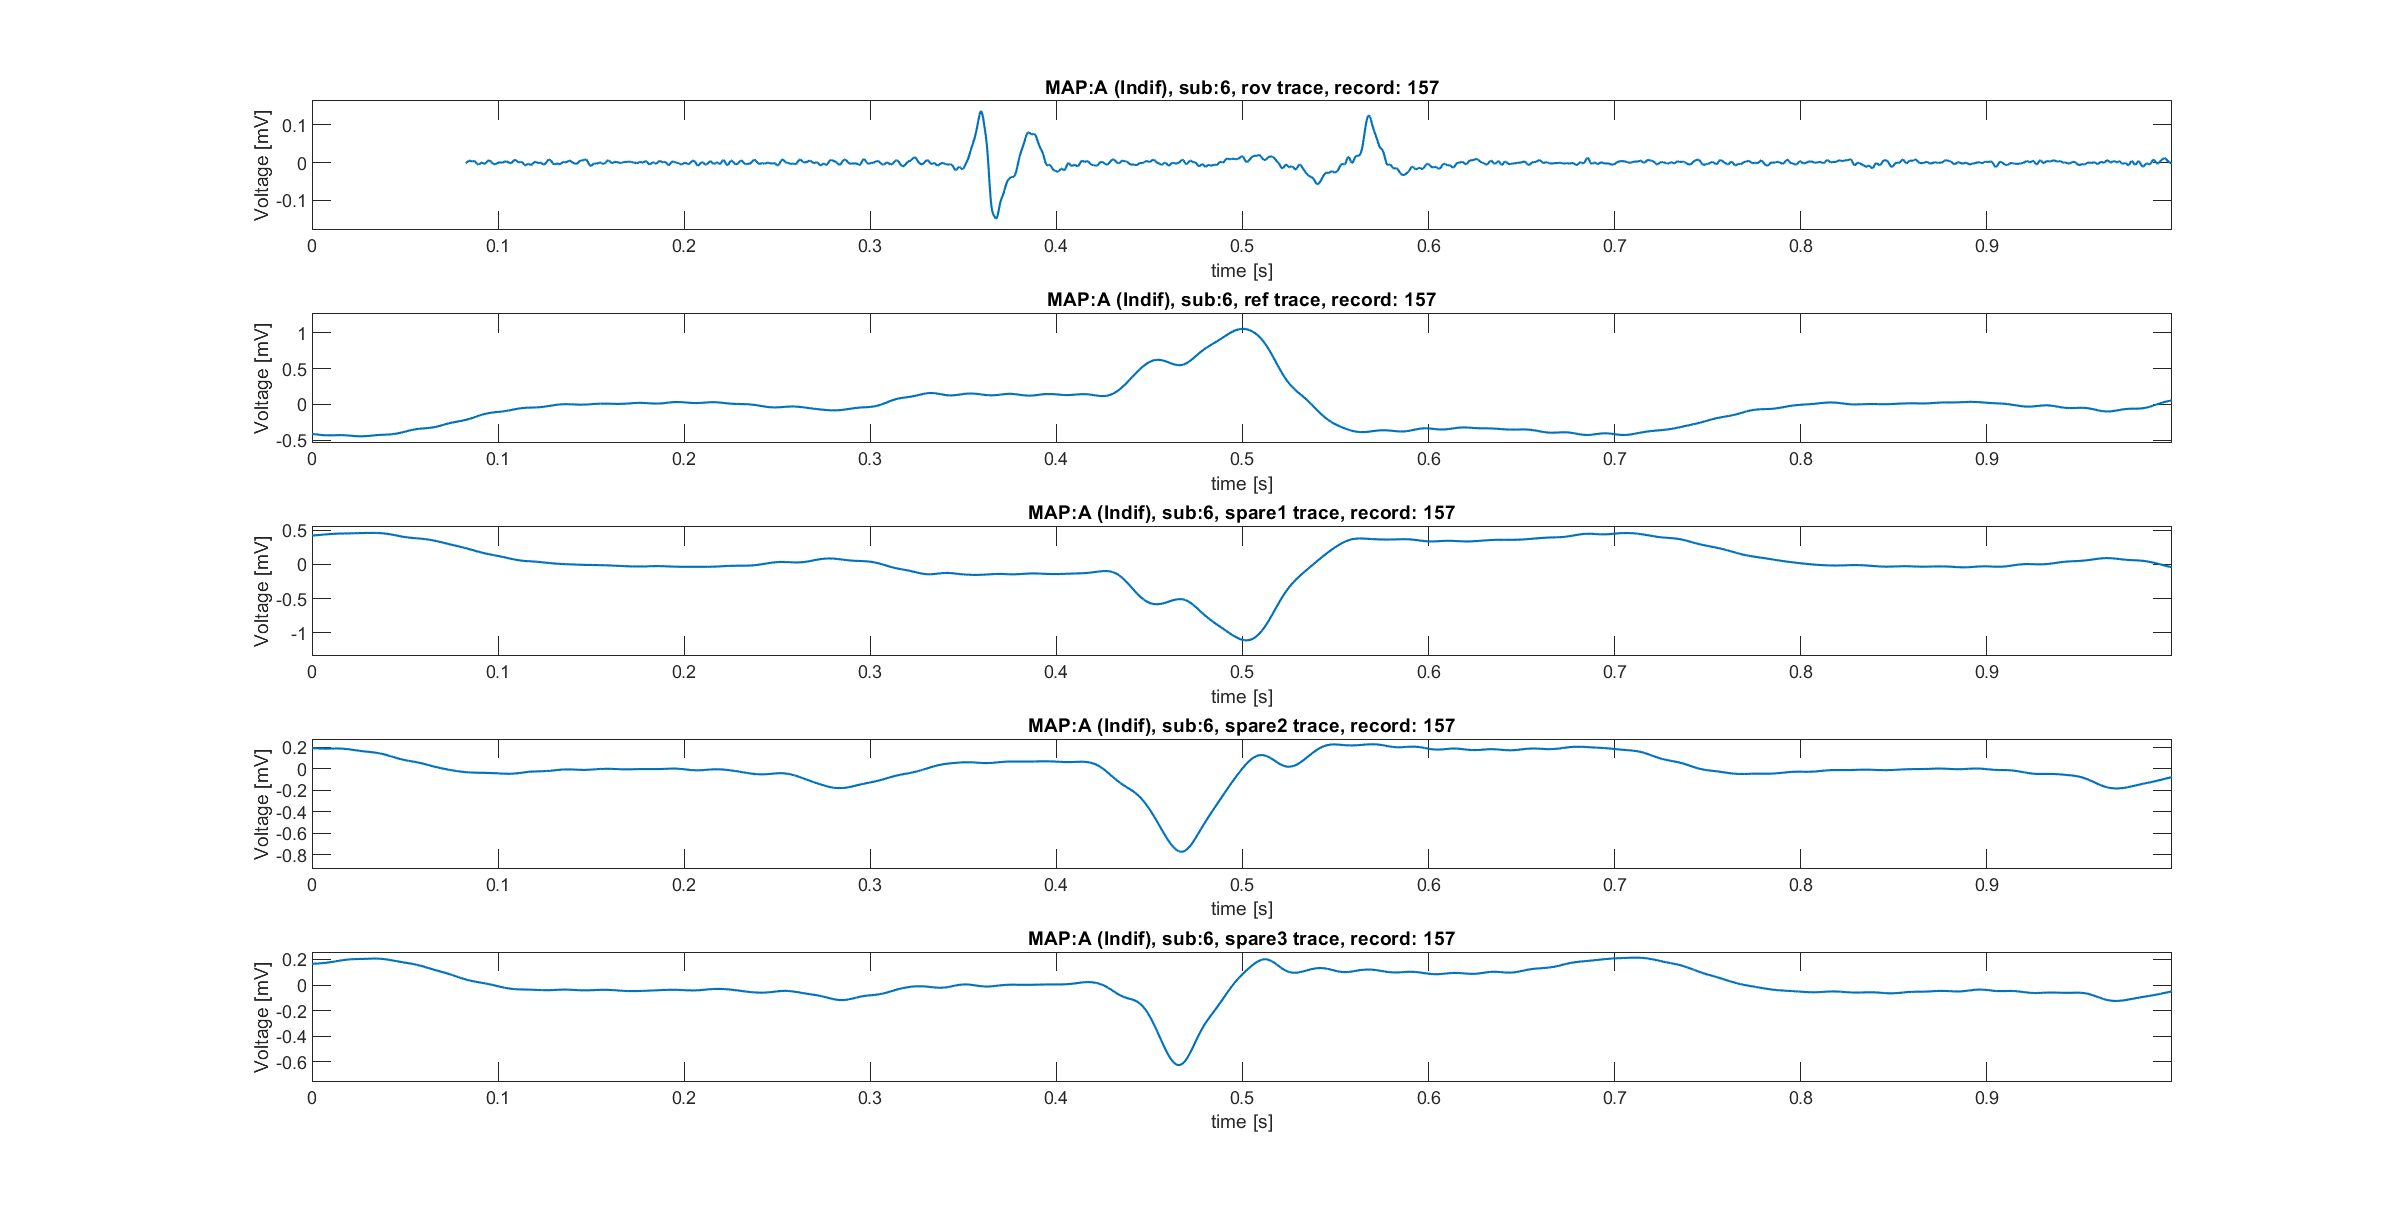 MAP:A (Indif), sub:6, rov trace, record: 157
Voltage [mV]
0.1
0
-0.1
0 0.1 0.2 0.3 0.4 0.5 0.6 0.7 0.8 0.9
time [s]
MAP:A (Indif), sub:6, ref trace, record: 157
Voltage [mV]
1
0.5
0
-0.5
0 0.1 0.2 0.3 0.4 0.5 0.6 0.7 0.8 0.9
time [s]
MAP:A (Indif), sub:6, spare1 trace, record: 157
Voltage [mV]
0.5
0
-0.5
-1
0 0.1 0.2 0.3 0.4 0.5 0.6 0.7 0.8 0.9
time [s]
MAP:A (Indif), sub:6, spare2 trace, record: 157
Voltage [mV]
0.2
0
-0.2
-0.4
-0.6
-0.8
0 0.1 0.2 0.3 0.4 0.5 0.6 0.7 0.8 0.9
time [s]
MAP:A (Indif), sub:6, spare3 trace, record: 157
Voltage [mV]
0.2
0
-0.2
-0.4
-0.6
0 0.1 0.2 0.3 0.4 0.5 0.6 0.7 0.8 0.9
time [s]